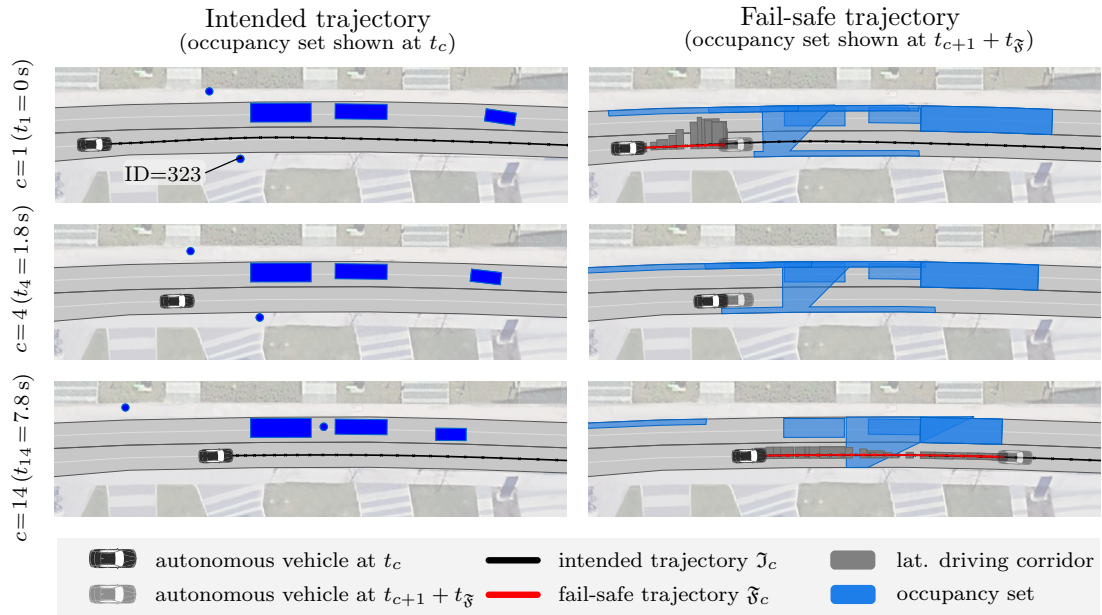 Intended trajectory
(occupancy set shown at t_c)
Fail-safe trajectory
(occupancy set shown at t_{c+1} + t_𝔉)
c=1 (t_1=0 s)
ID=323
c=4 (t_4=1.8 s)
c=14 (t_14=7.8 s)
autonomous vehicle at t_c
intended trajectory ℑ_c
lat. driving corridor
autonomous vehicle at t_{c+1} + t_𝔉
fail-safe trajectory 𝔉_c
occupancy set